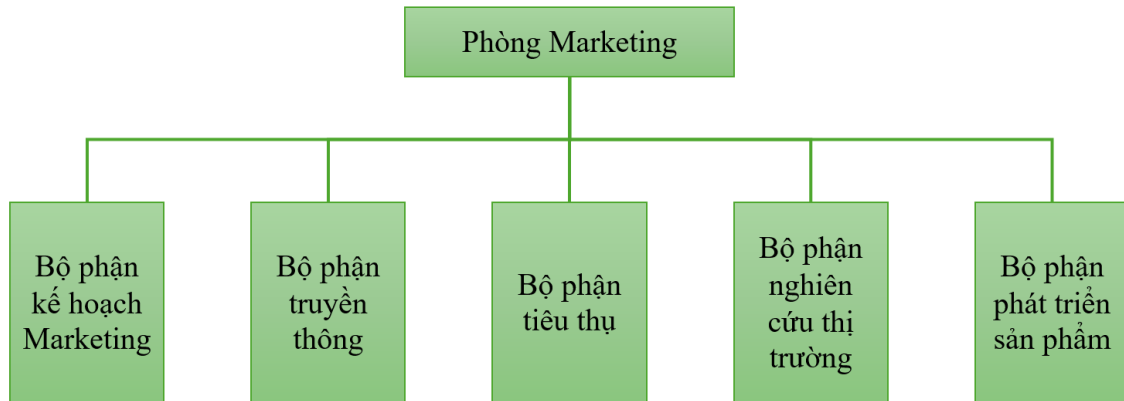 Phòng Marketing
Bộ phận
kế hoạch
Marketing
Bộ phận
truyền
thông
Bộ phận
tiêu thụ
Bộ phận
nghiên
cứu thị
trường
Bộ phận
phát triển
sản phẩm